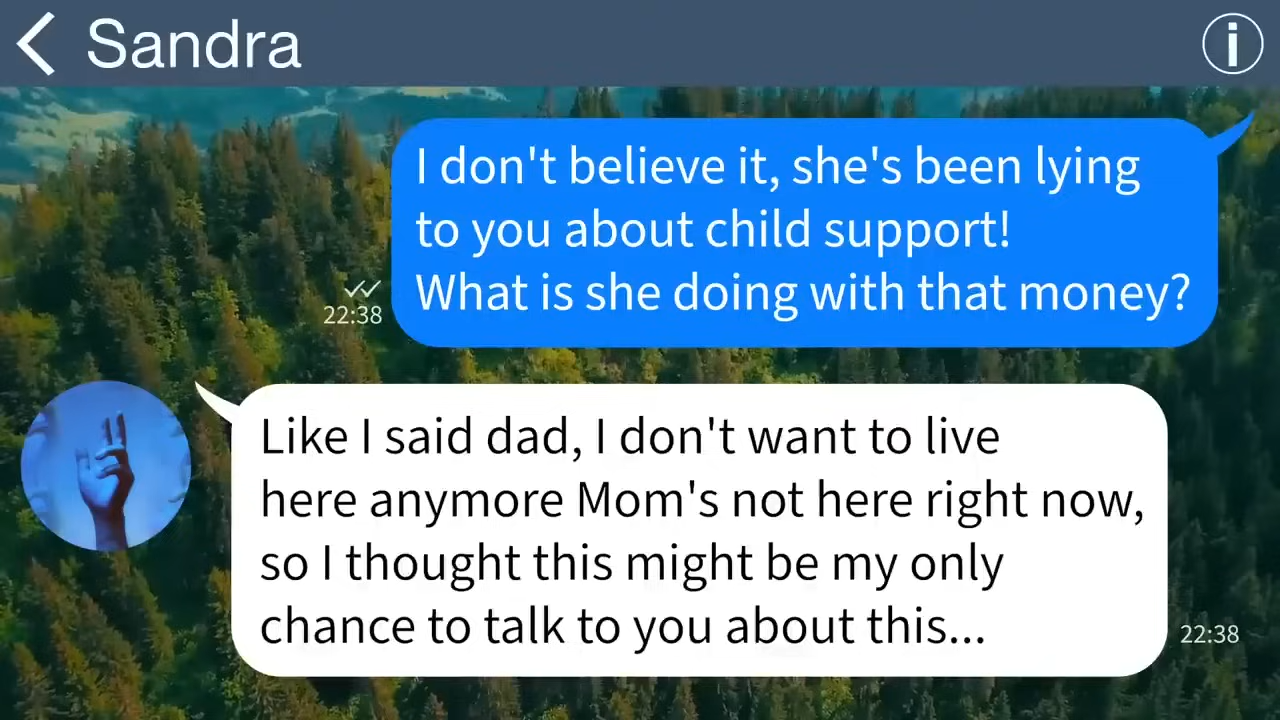 Sandra
I don't believe it, she's been lying
to you about child support!
What is she doing with that money?
22:38
Like I said dad, I don't want to live
here anymore Mom's not here right now,
so I thought this might be my only
chance to talk to you about this...
22:38